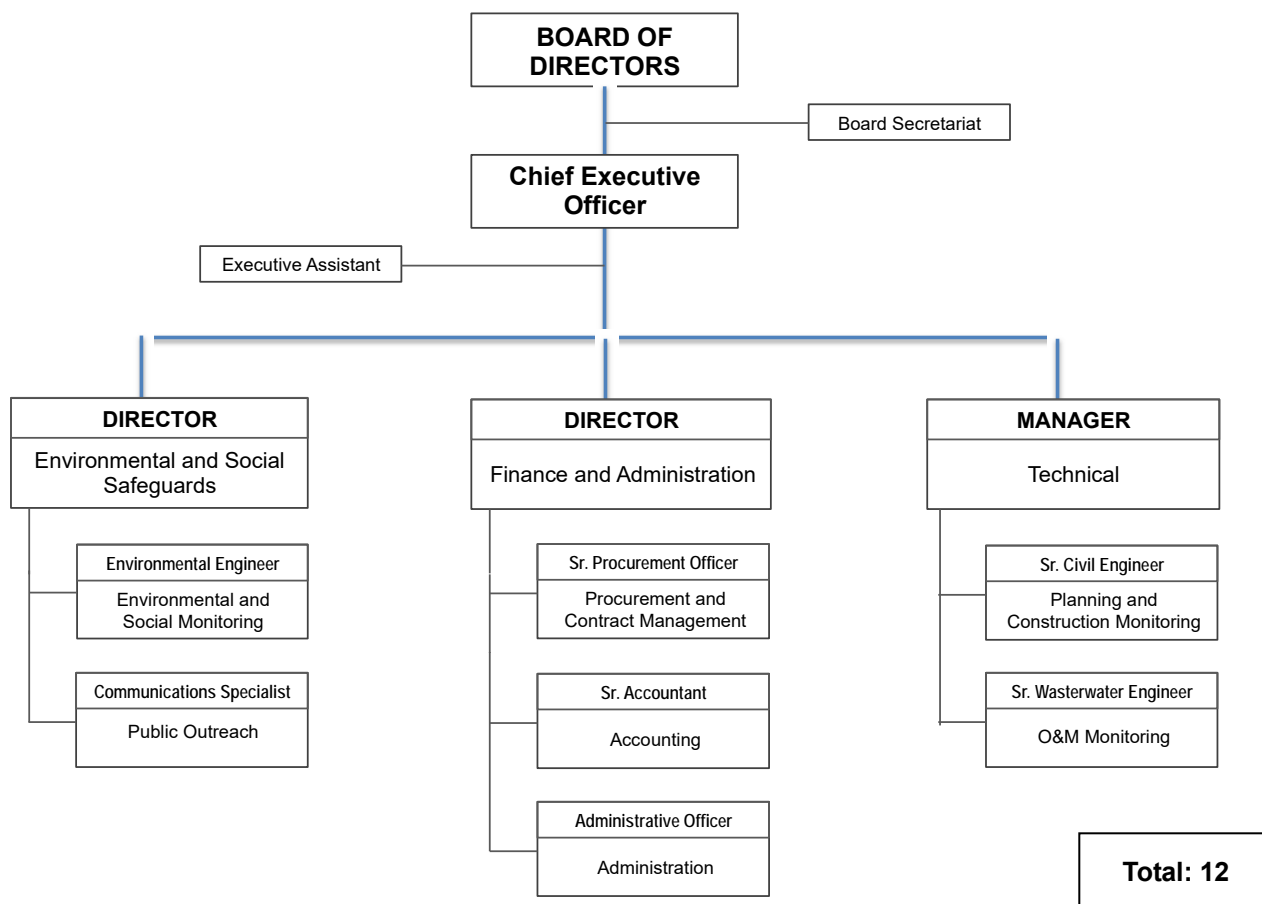 BOARD OF
DIRECTORS
Board Secretariat
Chief Executive
Officer
Executive Assistant
DIRECTOR
Environmental and Social
Safeguards
Environmental Engineer
Environmental and
Social Monitoring
Communications Specialist
Public Outreach
DIRECTOR
Finance and Administration
Sr. Procurement Officer
Procurement and
Contract Management
Sr. Accountant
Accounting
Administrative Officer
Administration
MANAGER
Technical
Sr. Civil Engineer
Planning and
Construction Monitoring
Sr. Wasterwater Engineer
O&M Monitoring
Total: 12